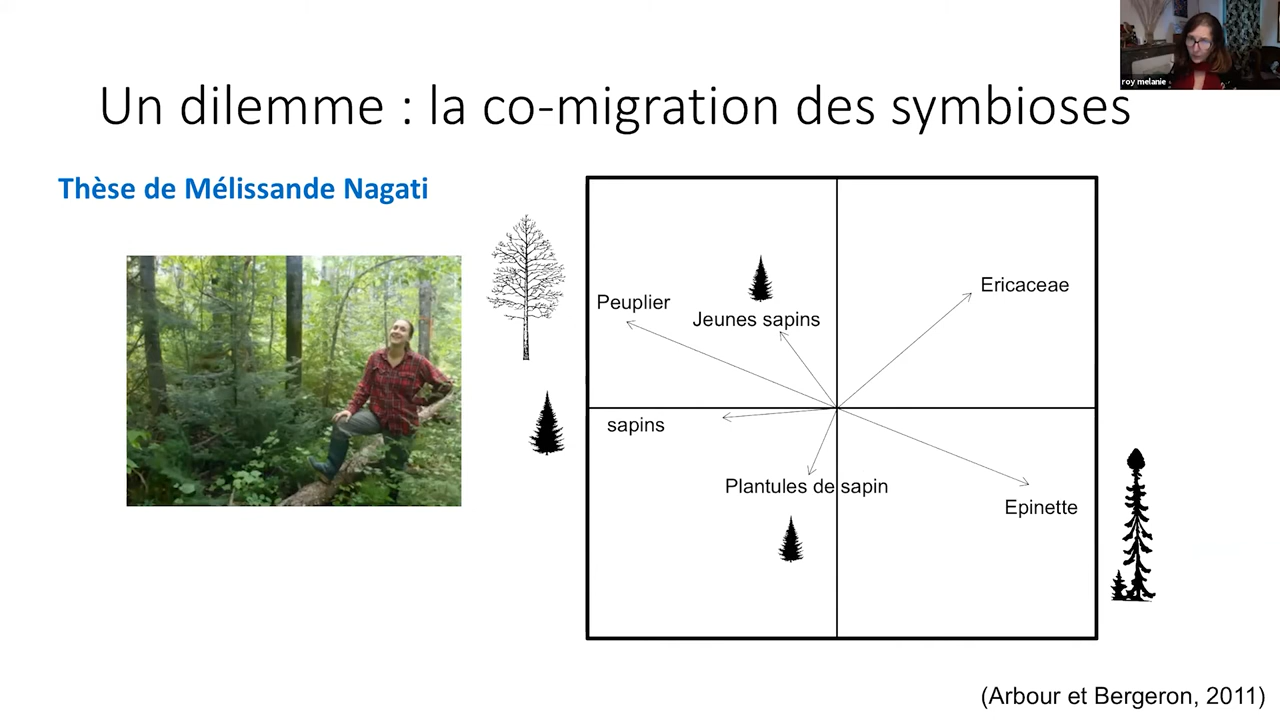 roy melanie
Un dilemme : la co-migration des symbioses
Thèse de Mélissande Nagati
Ericaceae
Peuplier
Jeunes sapins
sapins
Plantules de sapin
Epinette
(Arbour et Bergeron, 2011)